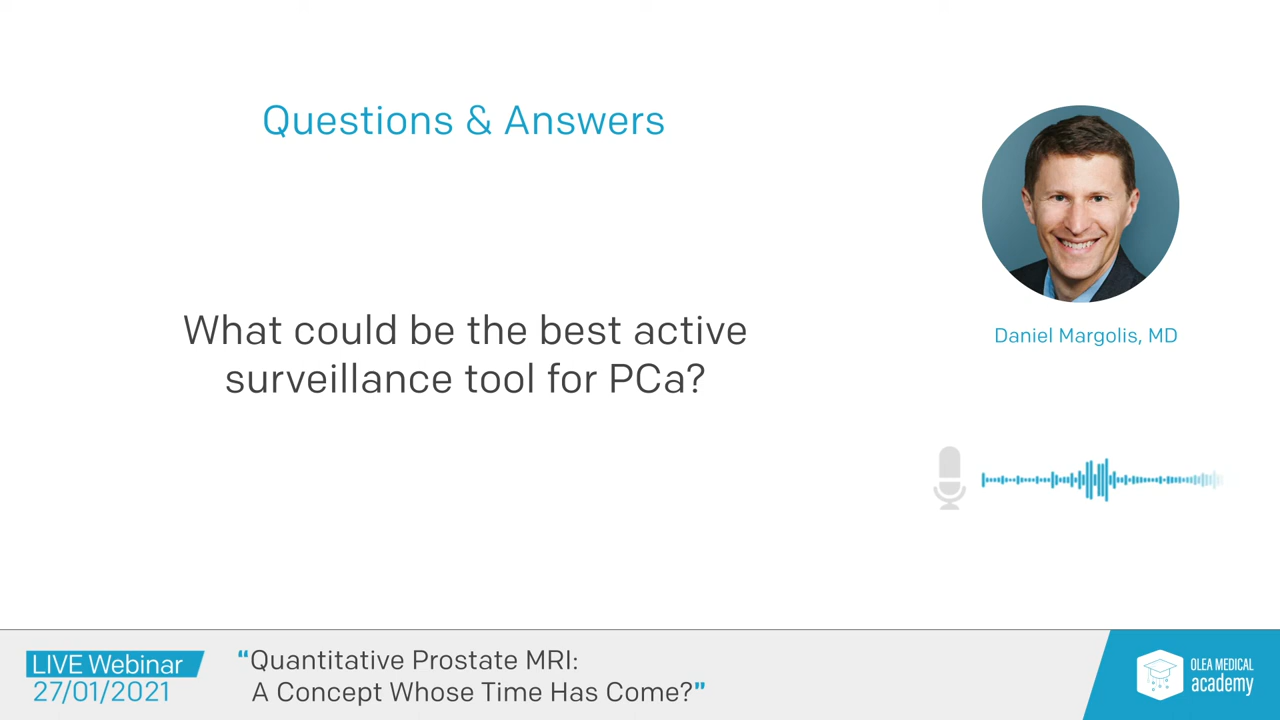 Questions & Answers
What could be the best active
surveillance tool for PCa?
Daniel Margolis, MD
LIVE Webinar
27/01/2021
“Quantitative Prostate MRI:
A Concept Whose Time Has Come?”
OLEA MEDICAL
academy